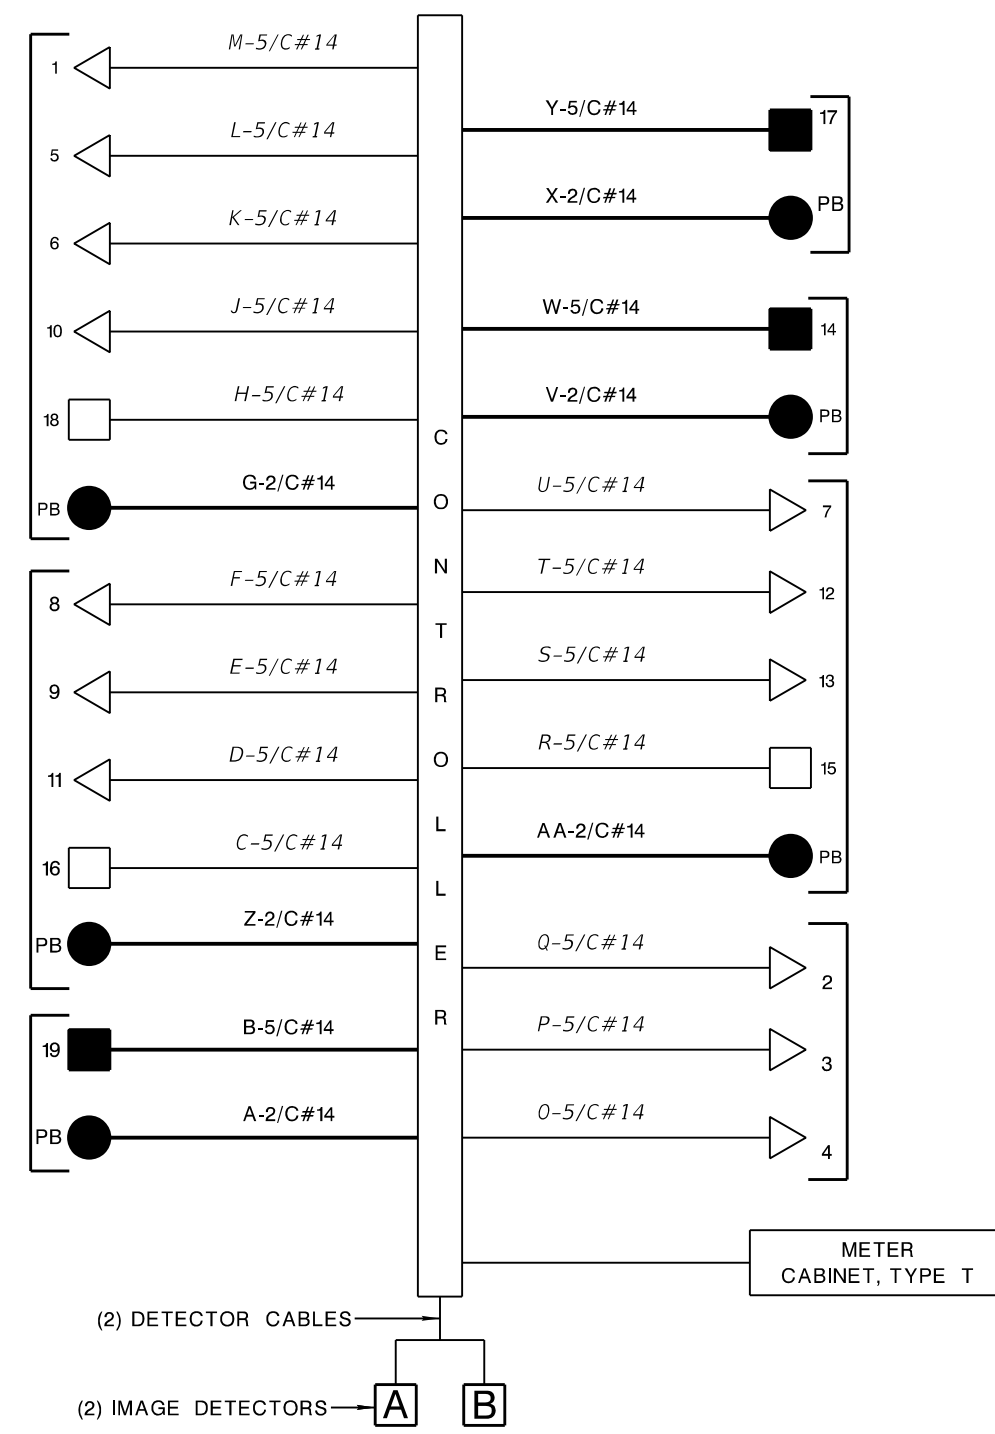 M-5/C#14
1
L-5/C#14
5
K-5/C#14
6
J-5/C#14
10
H-5/C#14
18
G-2/C#14
PB
F-5/C#14
8
E-5/C#14
9
D-5/C#14
11
C-5/C#14
16
Z-2/C#14
PB
B-5/C#14
19
A-2/C#14
PB
CONTROLLER
Y-5/C#14
17
X-2/C#14
PB
W-5/C#14
14
V-2/C#14
PB
U-5/C#14
7
T-5/C#14
12
S-5/C#14
13
R-5/C#14
15
AA-2/C#14
PB
Q-5/C#14
2
P-5/C#14
3
O-5/C#14
4
METER
CABINET, TYPE T
(2) DETECTOR CABLES
(2) IMAGE DETECTORS
A
B